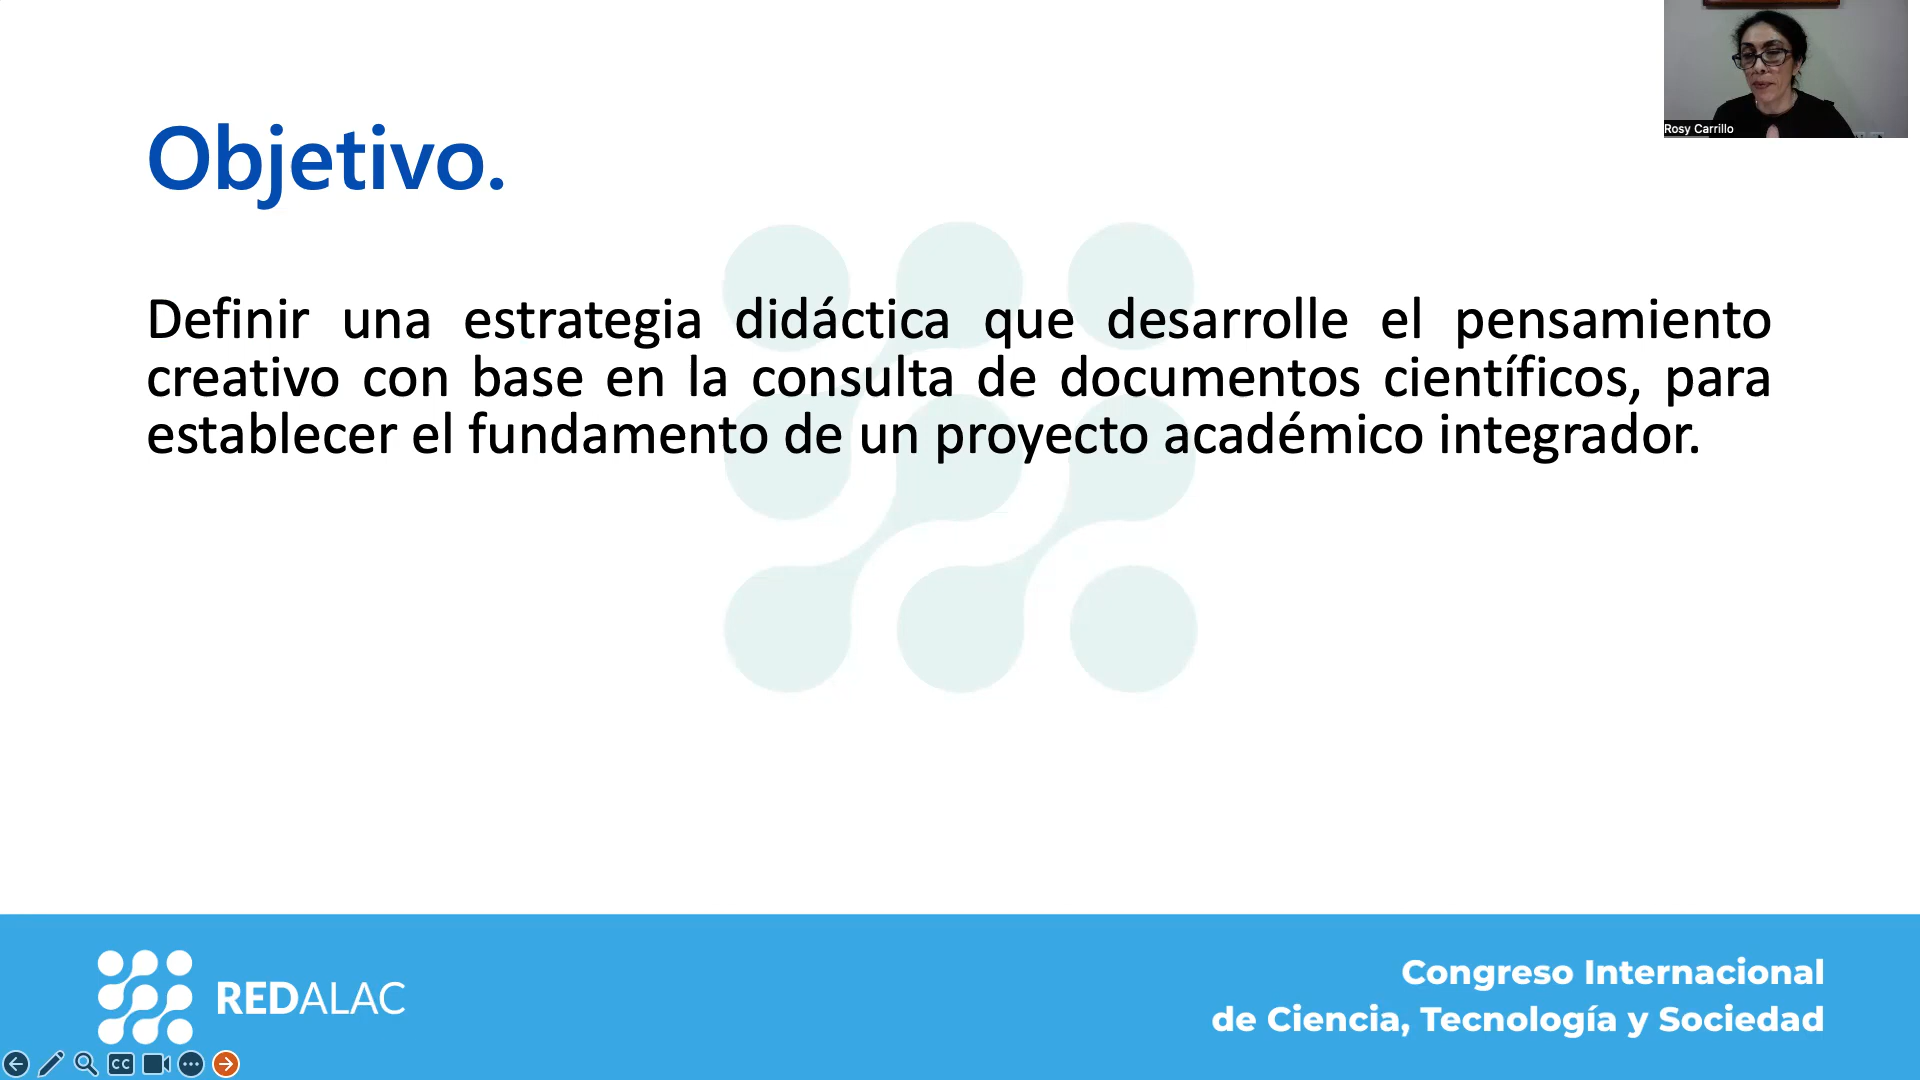 Rosy Carrillo
Objetivo.
Definir una estrategia didáctica que desarrolle el pensamiento
creativo con base en la consulta de documentos científicos, para
establecer el fundamento de un proyecto académico integrador.
REDALAC
Congreso Internacional
de Ciencia, Tecnología y Sociedad
CC